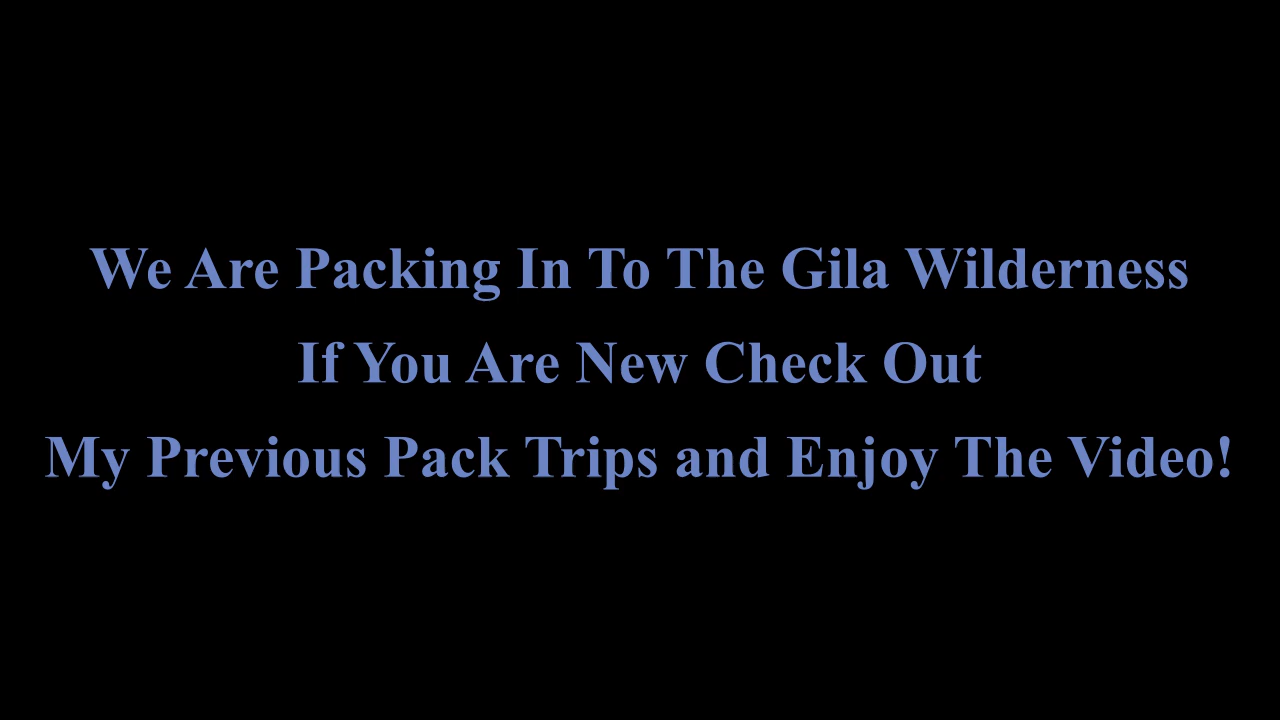 We Are Packing In To The Gila Wilderness
If You Are New Check Out
My Previous Pack Trips and Enjoy The Video!